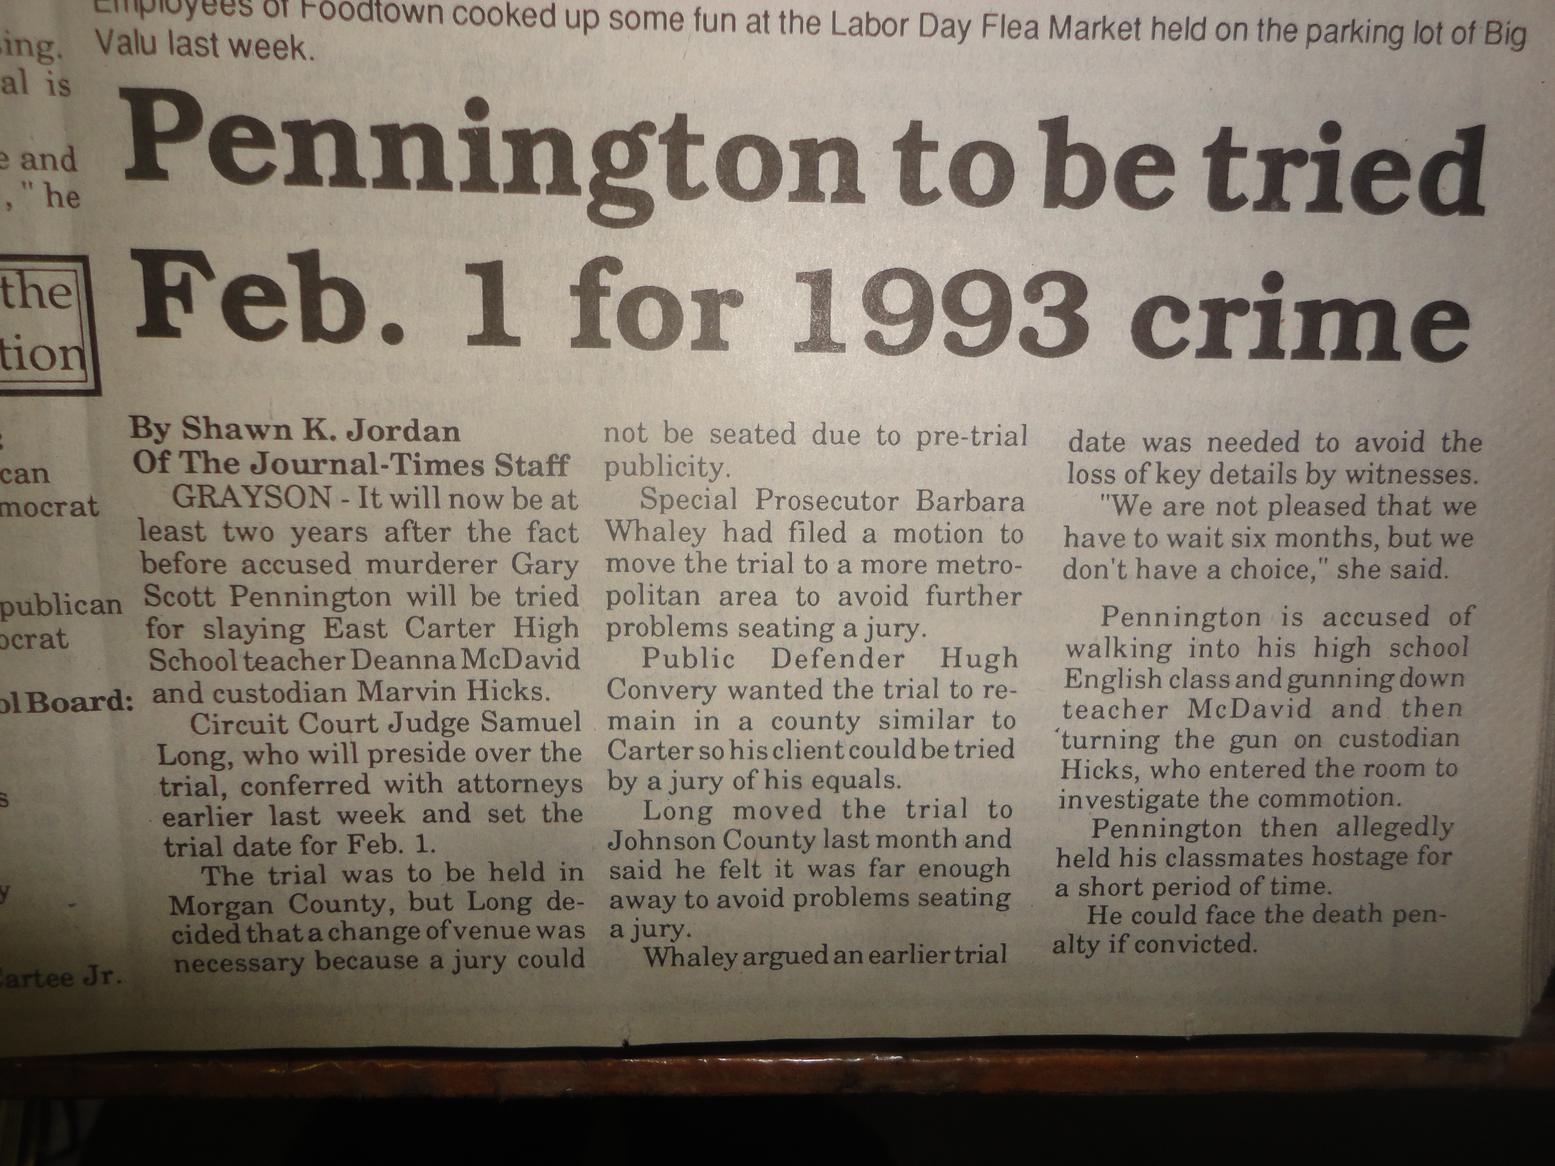 Employees of Foodtown cooked up some fun at the Labor Day Flea Market held on the parking lot of Big
Valu last week.
ing.
al is
e and
," he
the
tion
can
mocrat
publican
ocrat
ol Board:
s
y
Cartee Jr.
Pennington to be tried
Feb. 1 for 1993 crime
By Shawn K. Jordan
Of The Journal-Times Staff
GRAYSON - It will now be at
least two years after the fact
before accused murderer Gary
Scott Pennington will be tried
for slaying East Carter High
School teacher Deanna McDavid
and custodian Marvin Hicks.
Circuit Court Judge Samuel
Long, who will preside over the
trial, conferred with attorneys
earlier last week and set the
trial date for Feb. 1.
The trial was to be held in
Morgan County, but Long de-
cided that a change of venue was
necessary because a jury could
not be seated due to pre-trial
publicity.
Special Prosecutor Barbara
Whaley had filed a motion to
move the trial to a more metro-
politan area to avoid further
problems seating a jury.
Public Defender Hugh
Convery wanted the trial to re-
main in a county similar to
Carter so his client could be tried
by a jury of his equals.
Long moved the trial to
Johnson County last month and
said he felt it was far enough
away to avoid problems seating
a jury.
Whaley argued an earlier trial
date was needed to avoid the
loss of key details by witnesses.
"We are not pleased that we
have to wait six months, but we
don't have a choice," she said.
Pennington is accused of
walking into his high school
English class and gunning down
teacher McDavid and then
turning the gun on custodian
Hicks, who entered the room to
investigate the commotion.
Pennington then allegedly
held his classmates hostage for
a short period of time.
He could face the death pen-
alty if convicted.